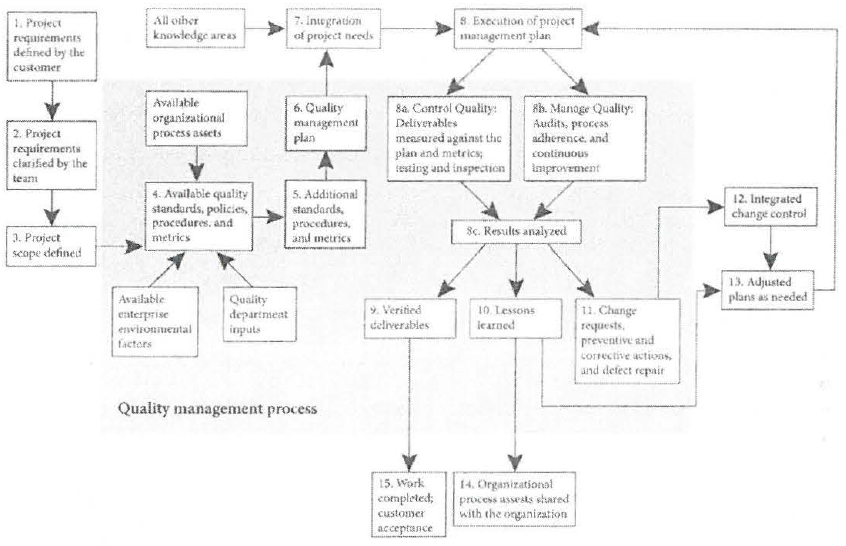 1. Project
requirements
defined by the
customer
2. Project
requirements
clarified by the
team
3. Project
scope defined
All other
knowledge areas
7. Integration
of project needs
8. Execution of project
management plan
Available
organizational
process assets
6. Quality
management
plan
8a. Control Quality:
Deliverables
measured against the
plan and metrics;
testing and inspection
8b. Manage Quality:
Audits, process
adherence, and
continuous
improvement
4. Available quality
standards, policies,
procedures, and
metrics
5. Additional
standards,
procedures,
and metrics
8c. Results analyzed
12. Integrated
change control
13. Adjusted
plans as needed
Available
enterprise
environmental
factors
Quality
department
inputs
9. Verified
deliverables
10. Lessons
learned
11. Change
requests,
preventive and
corrective actions,
and defect repair
Quality management process
15. Work
completed;
customer
acceptance
14. Organizational
process assests shared
with the organization